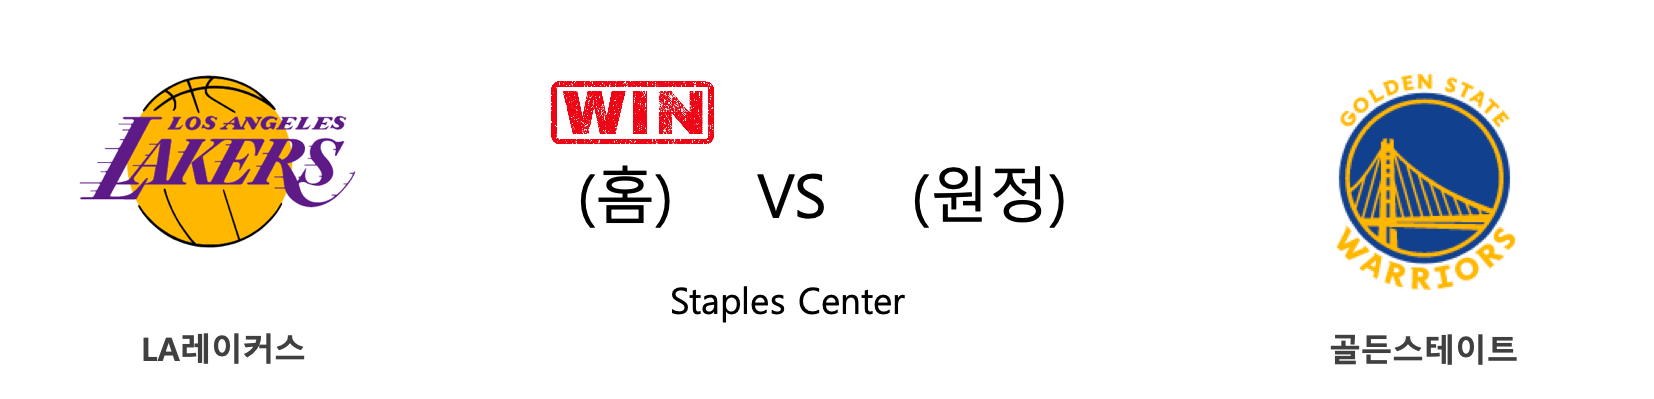 LOS ANGELES
LAKERS
WIN
(홈) VS (원정)
Staples Center
LA레이커스
GOLDEN STATE
WARRIORS
골든스테이트